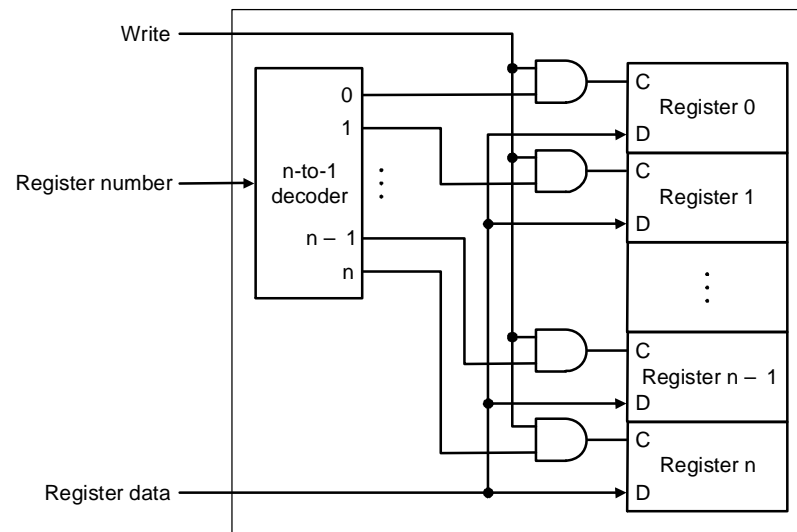 Write
0
1
n-to-1
decoder
n – 1
n
Register number
Register data
C
Register 0
D
C
Register 1
D
C
Register n – 1
D
C
Register n
D